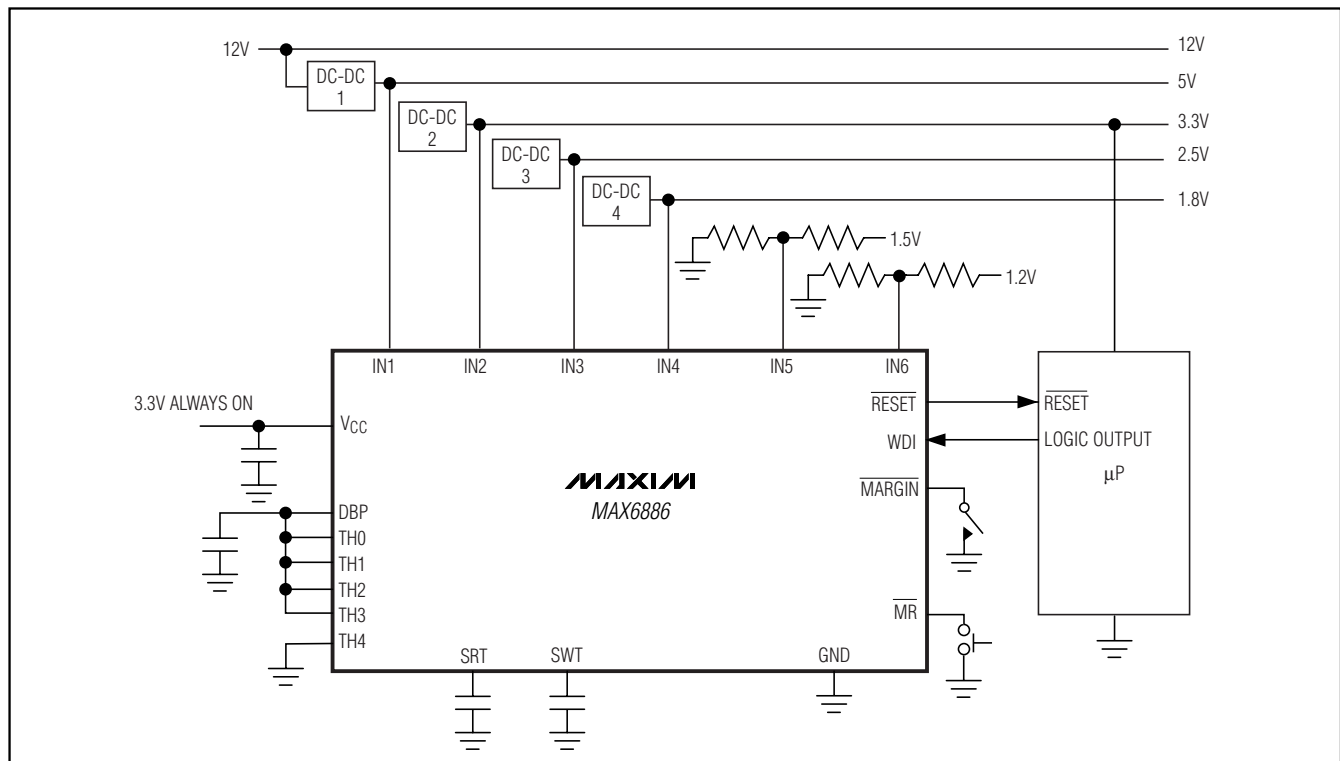 12V
12V
DC-DC
1
5V
DC-DC
2
3.3V
DC-DC
3
2.5V
DC-DC
4
1.8V
1.5V
1.2V
IN1
IN2
IN3
IN4
IN5
IN6
3.3V ALWAYS ON
VCC
RESET
RESET
WDI
LOGIC OUTPUT
µP
MAXIM
MAX6886
MARGIN
DBP
TH0
TH1
TH2
TH3
TH4
MR
SRT
SWT
GND